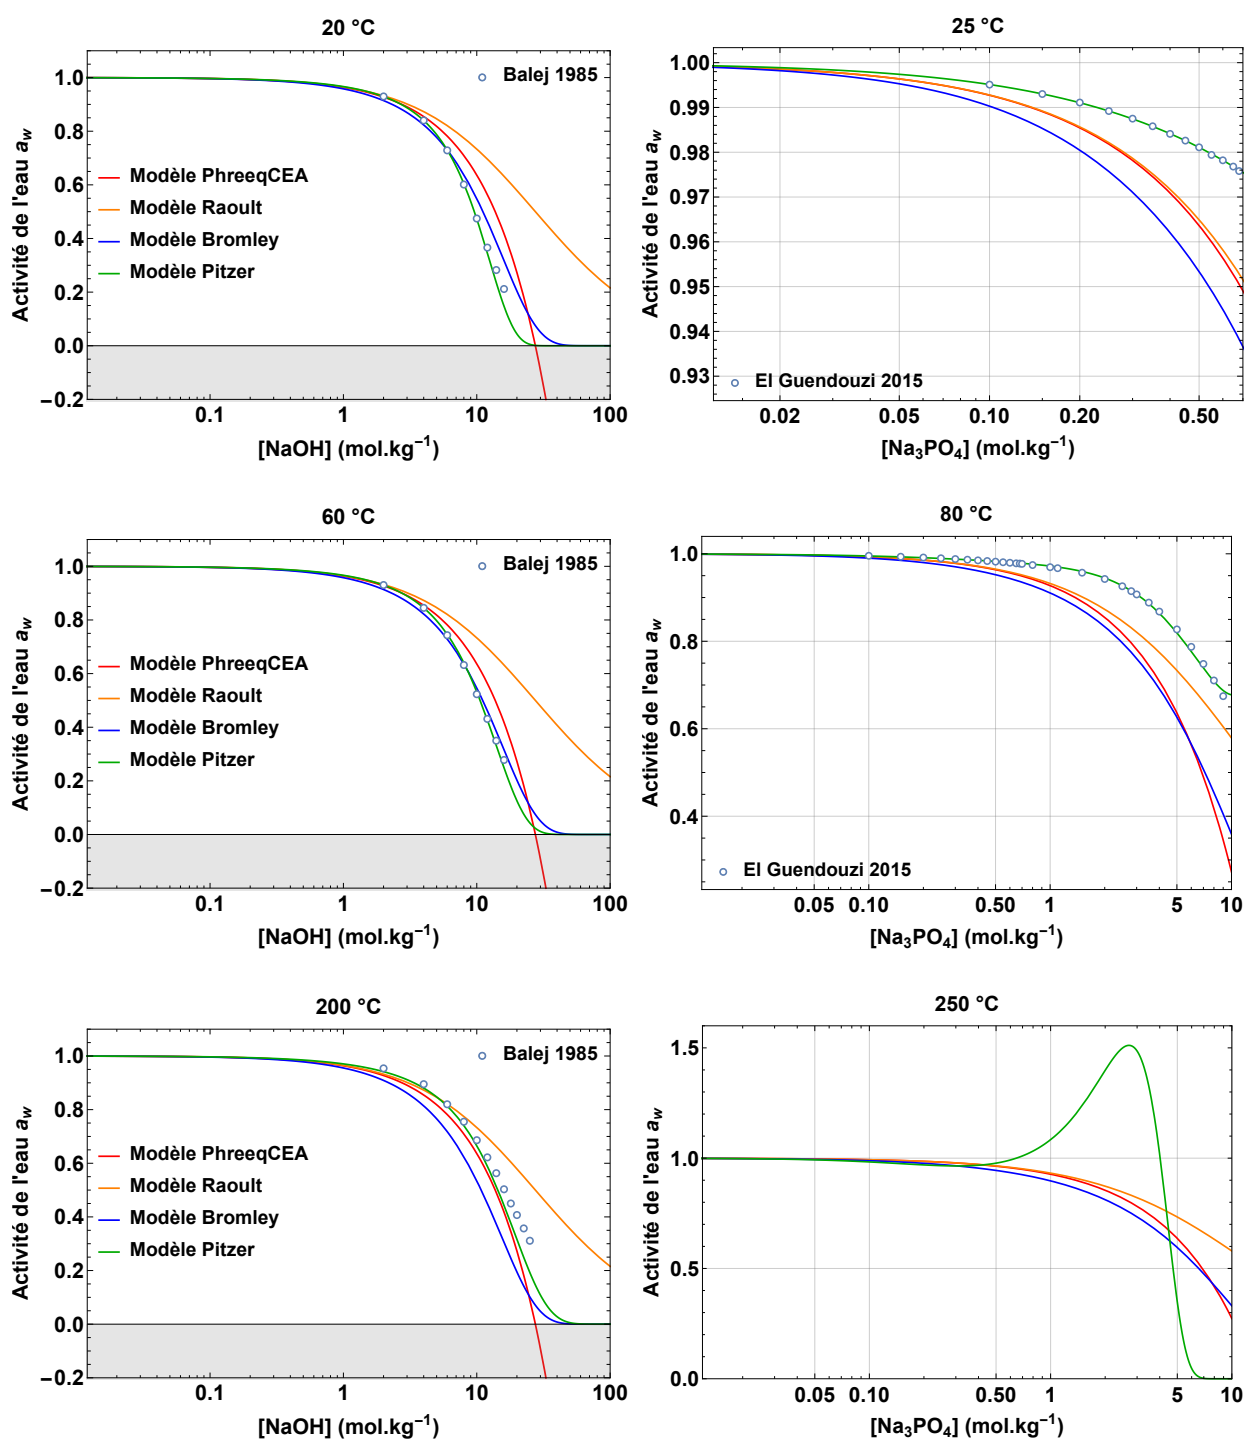 20 °C
Balej 1985
Modèle PhreeqCEA
Modèle Raoult
Modèle Bromley
Modèle Pitzer
Activité de l'eau aw
1.0
0.8
0.6
0.4
0.2
0.0
−0.2
0.1
1
10
100
[NaOH] (mol.kg−1)
25 °C
El Guendouzi 2015
Activité de l'eau aw
1.00
0.99
0.98
0.97
0.96
0.95
0.94
0.93
0.02
0.05
0.10
0.20
0.50
[Na3PO4] (mol.kg−1)
60 °C
Balej 1985
Modèle PhreeqCEA
Modèle Raoult
Modèle Bromley
Modèle Pitzer
Activité de l'eau aw
1.0
0.8
0.6
0.4
0.2
0.0
−0.2
0.1
1
10
100
[NaOH] (mol.kg−1)
80 °C
El Guendouzi 2015
Activité de l'eau aw
1.0
0.8
0.6
0.4
0.05
0.10
0.50
1
5
10
[Na3PO4] (mol.kg−1)
200 °C
Balej 1985
Modèle PhreeqCEA
Modèle Raoult
Modèle Bromley
Modèle Pitzer
Activité de l'eau aw
1.0
0.8
0.6
0.4
0.2
0.0
−0.2
0.1
1
10
100
[NaOH] (mol.kg−1)
250 °C
Activité de l'eau aw
1.5
1.0
0.5
0.0
0.05
0.10
0.50
1
5
10
[Na3PO4] (mol.kg−1)